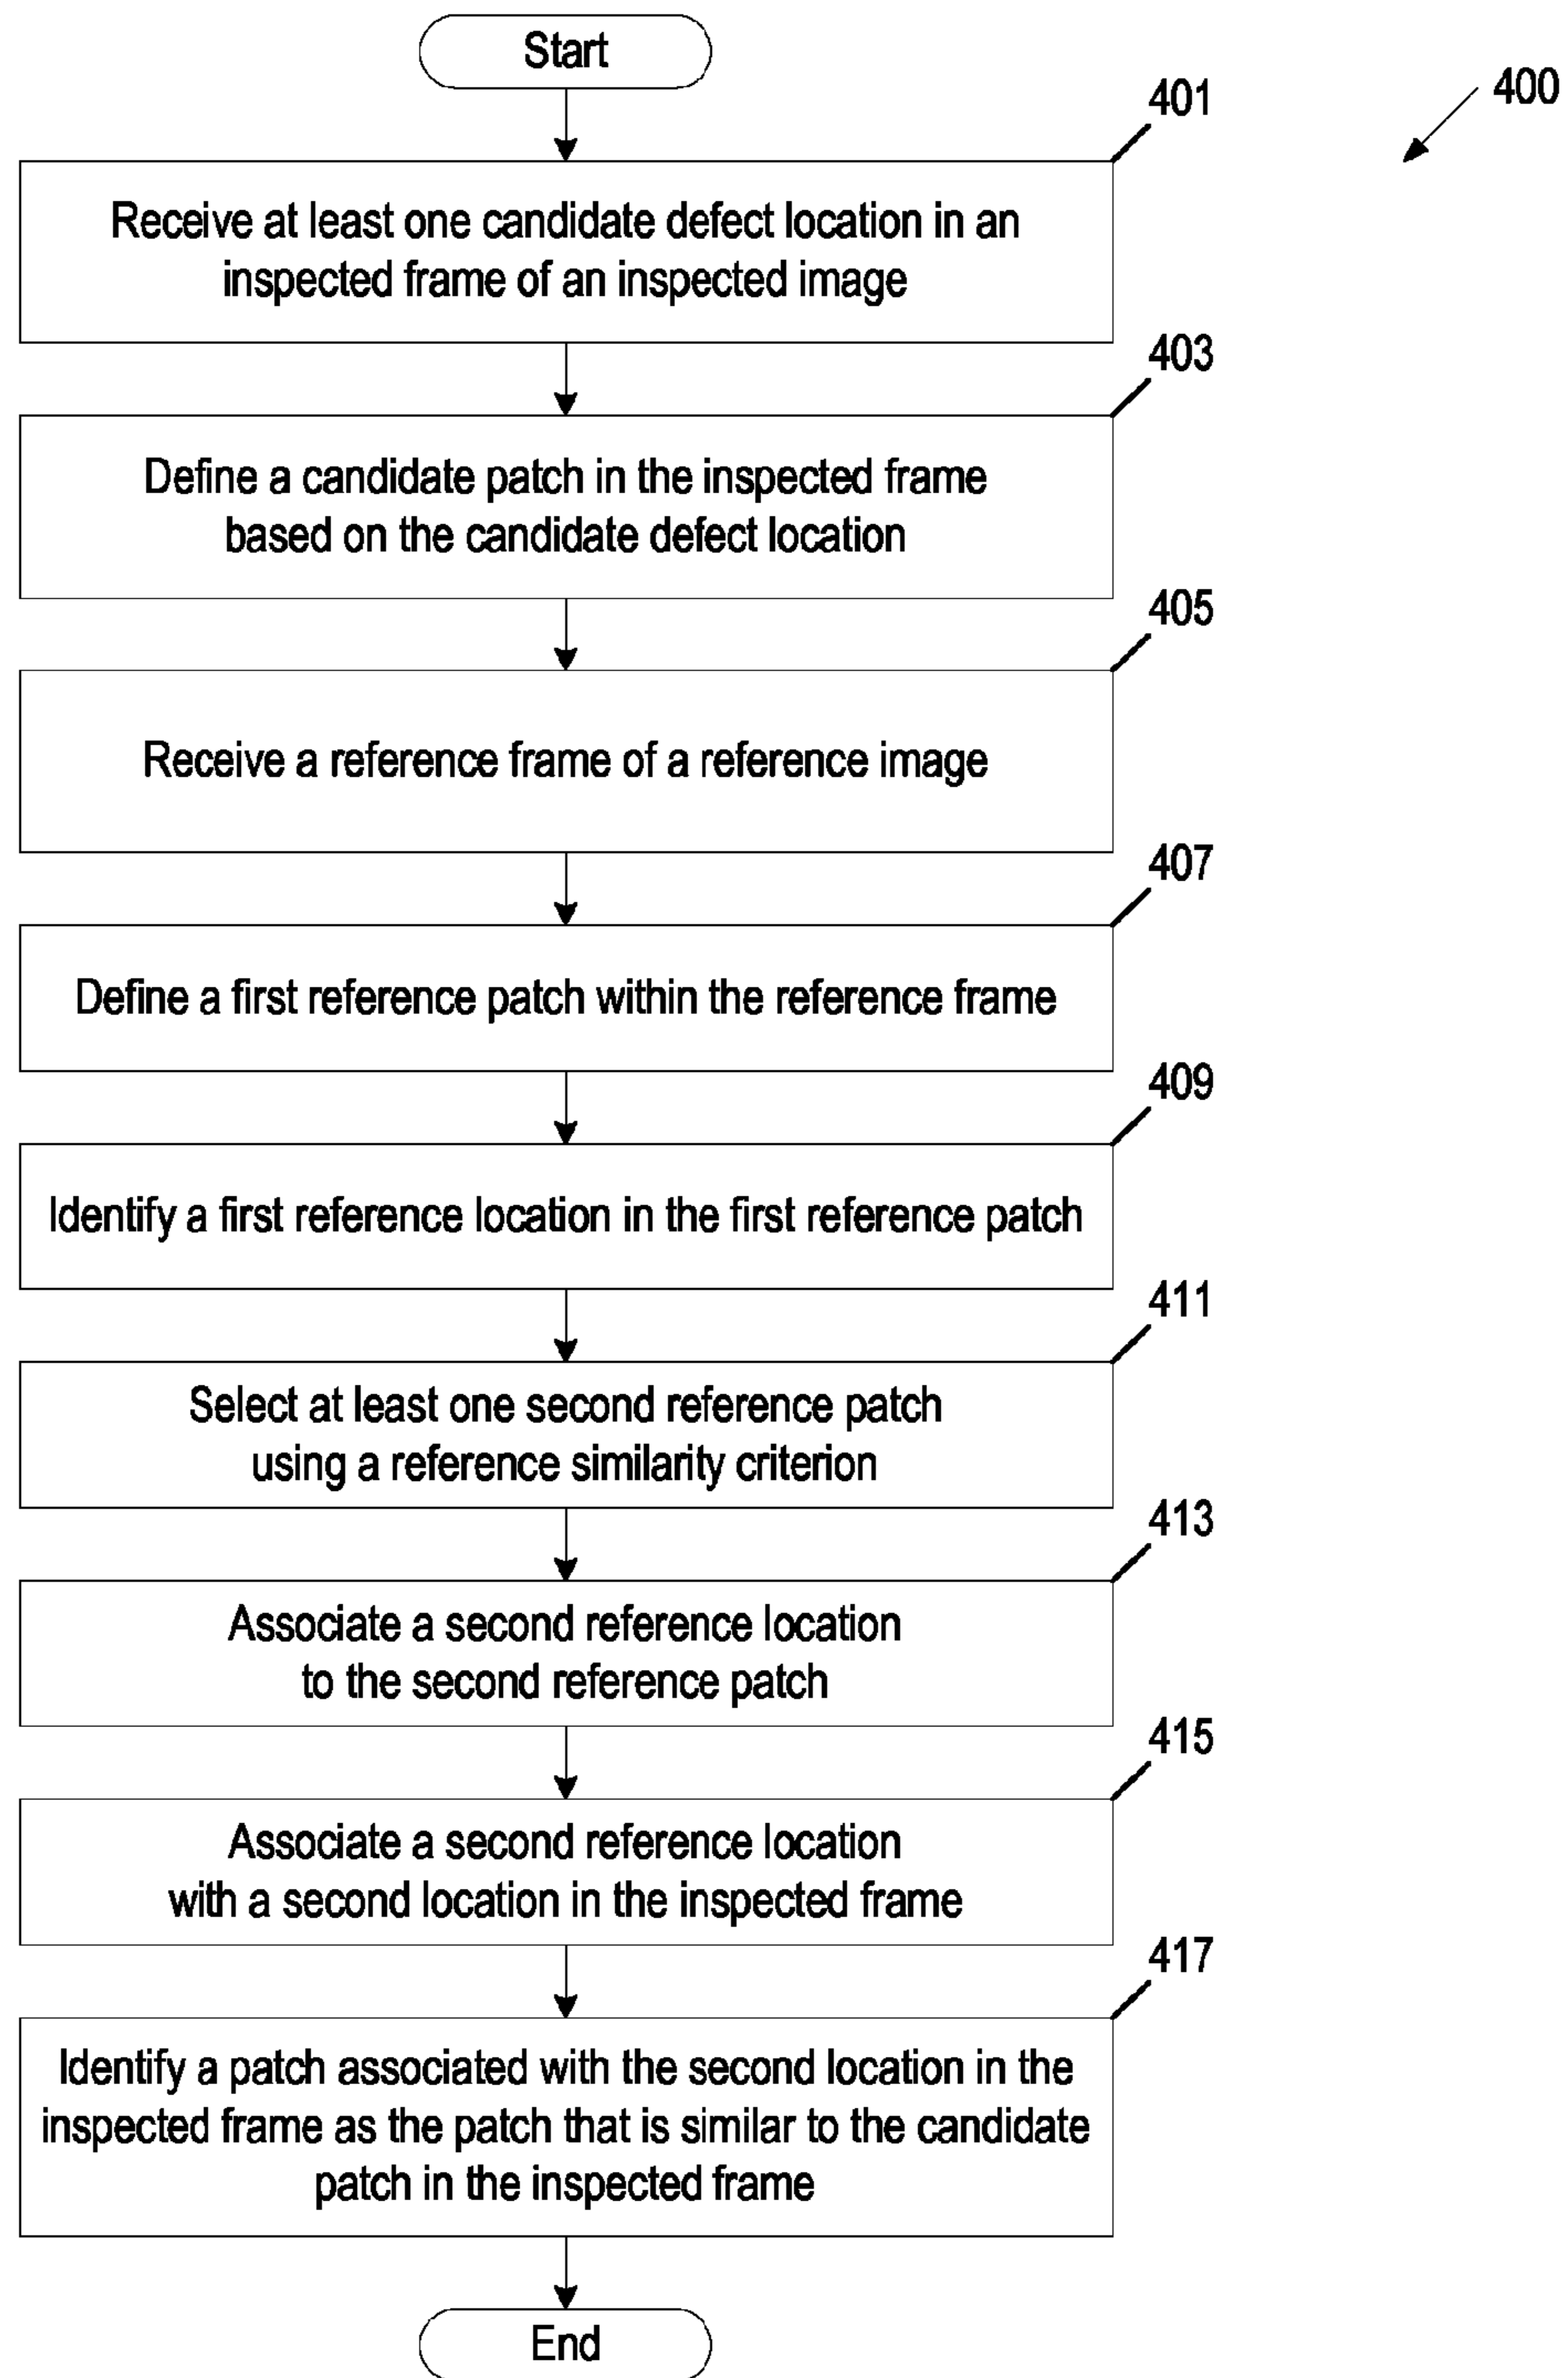 Start
400
401
Receive at least one candidate defect location in an
inspected frame of an inspected image
403
Define a candidate patch in the inspected frame
based on the candidate defect location
405
Receive a reference frame of a reference image
407
Define a first reference patch within the reference frame
409
Identify a first reference location in the first reference patch
411
Select at least one second reference patch
using a reference similarity criterion
413
Associate a second reference location
to the second reference patch
415
Associate a second reference location
with a second location in the inspected frame
417
Identify a patch associated with the second location in the
inspected frame as the patch that is similar to the candidate
patch in the inspected frame
End